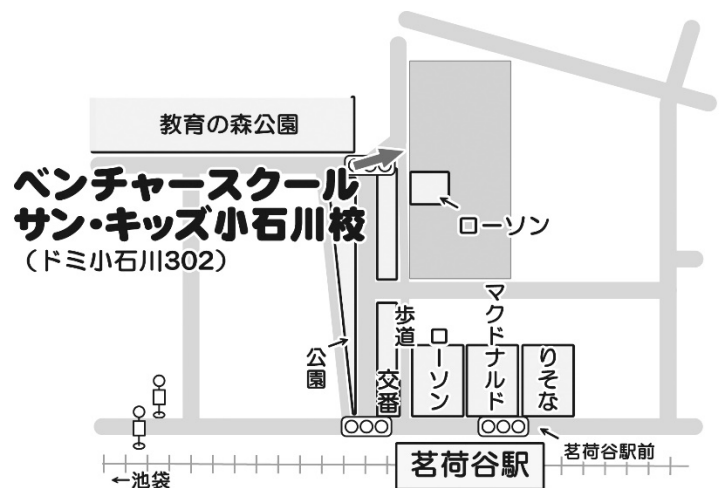 教育の森公園
ベンチャースクール
サン・キッズ小石川校
（ドミ小石川302）
ローソン
公園
交番
歩道
ローソン
マクドナルド
りそな
茗荷谷駅前
茗荷谷駅
←池袋